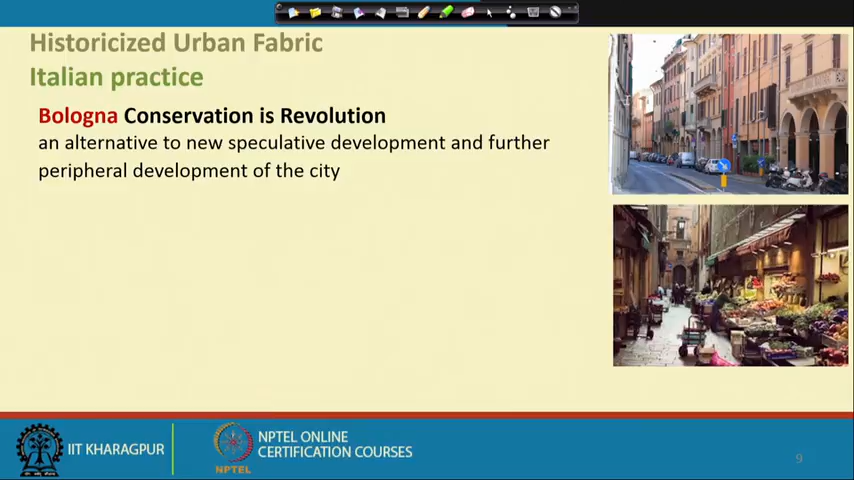 Historicized Urban Fabric
Italian practice
Bologna Conservation is Revolution
an alternative to new speculative development and further
peripheral development of the city
IIT KHARAGPUR
NPTEL
NPTEL ONLINE
CERTIFICATION COURSES
9